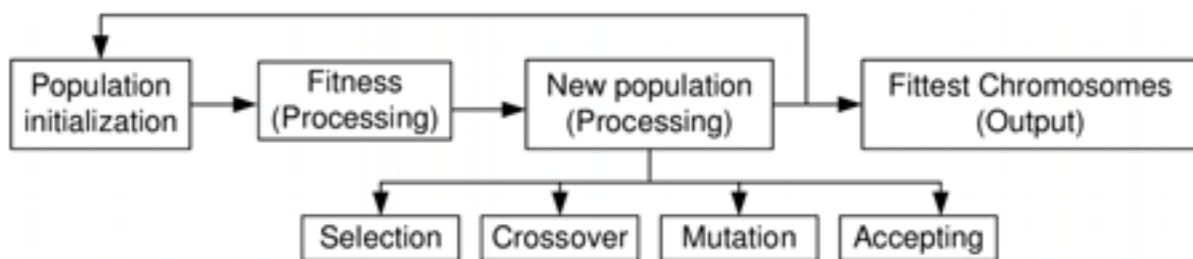 Population
initialization
Fitness
(Processing)
New population
(Processing)
Fittest Chromosomes
(Output)
Selection
Crossover
Mutation
Accepting